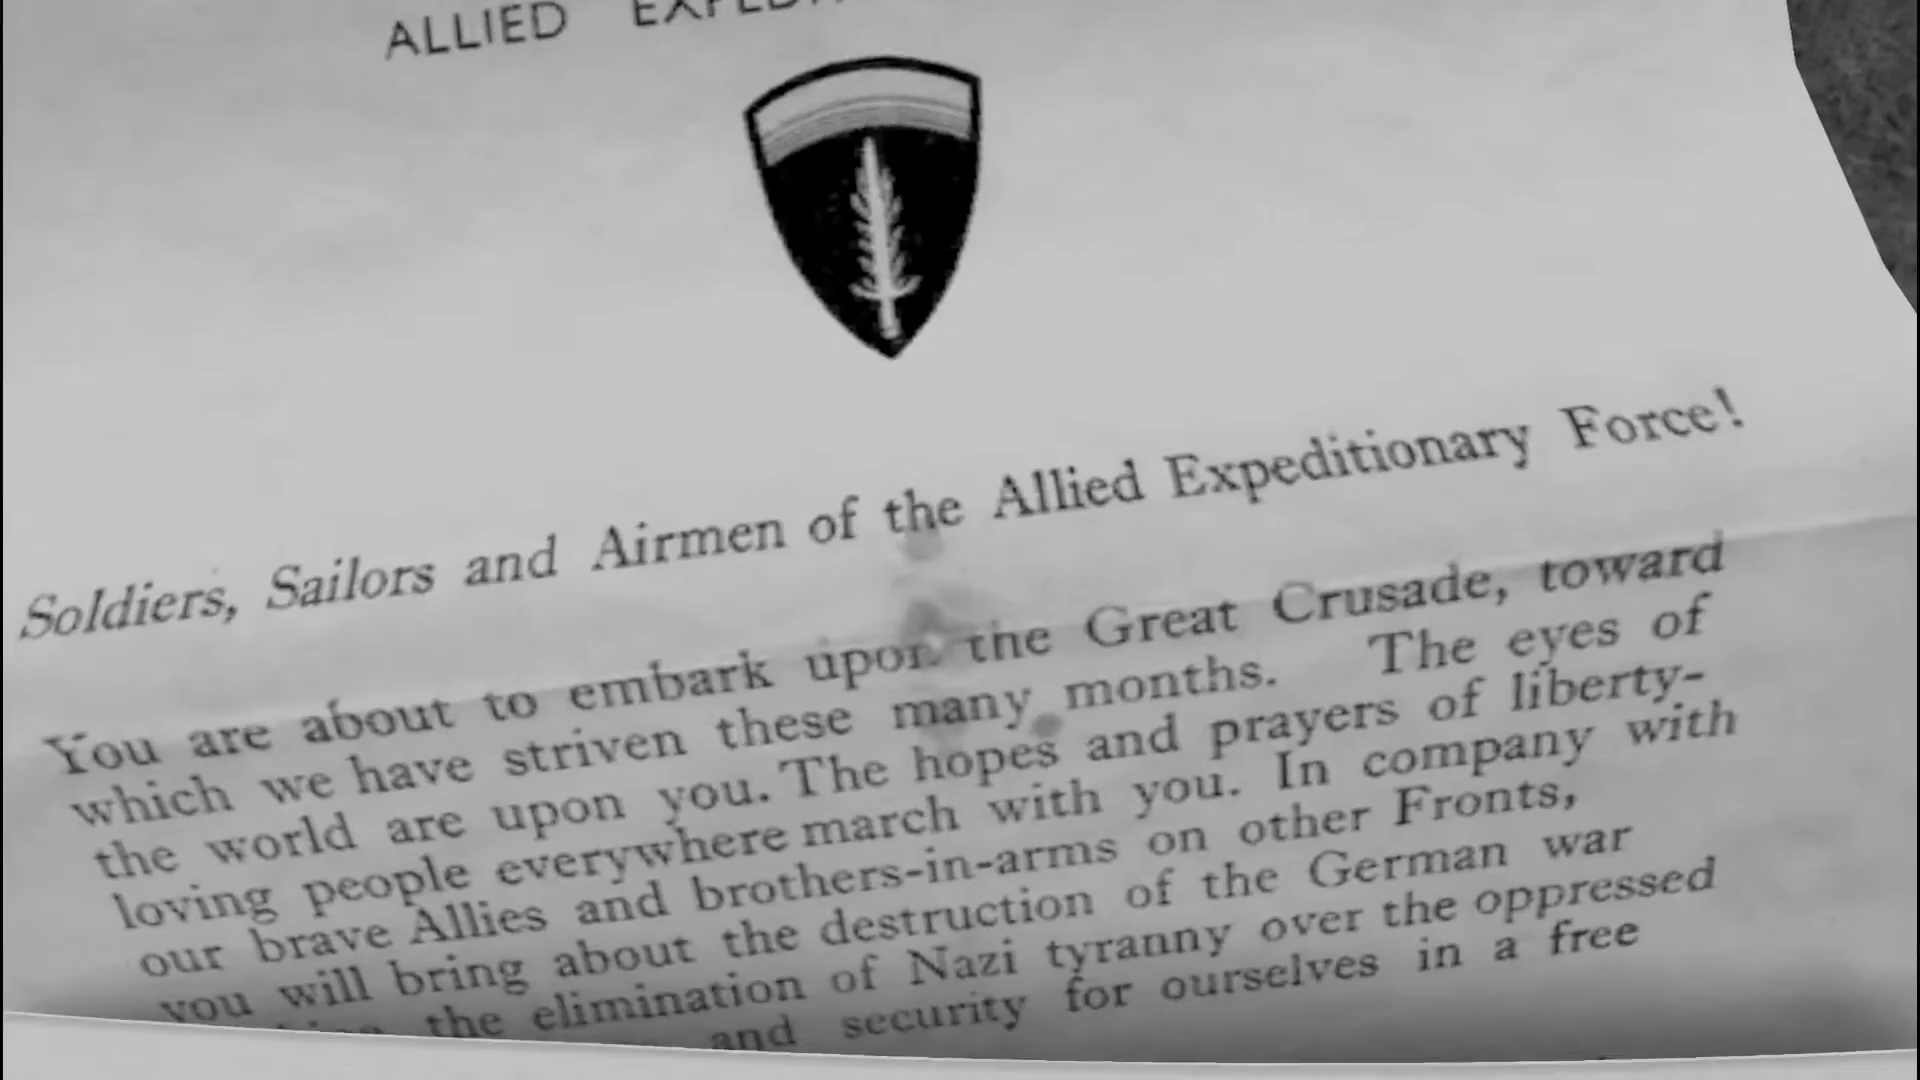 ALLIED
Soldiers, Sailors and Airmen of the Allied Expeditionary Force!
You are about to embark upon the Great Crusade, toward
which we have striven these many months. The eyes of
the world are upon you. The hopes and prayers of liberty-
loving people everywhere march with you. In company with
our brave Allies and brothers-in-arms on other Fronts,
you will bring about the destruction of the German war
the elimination of Nazi tyranny over the oppressed
and security for ourselves in a free